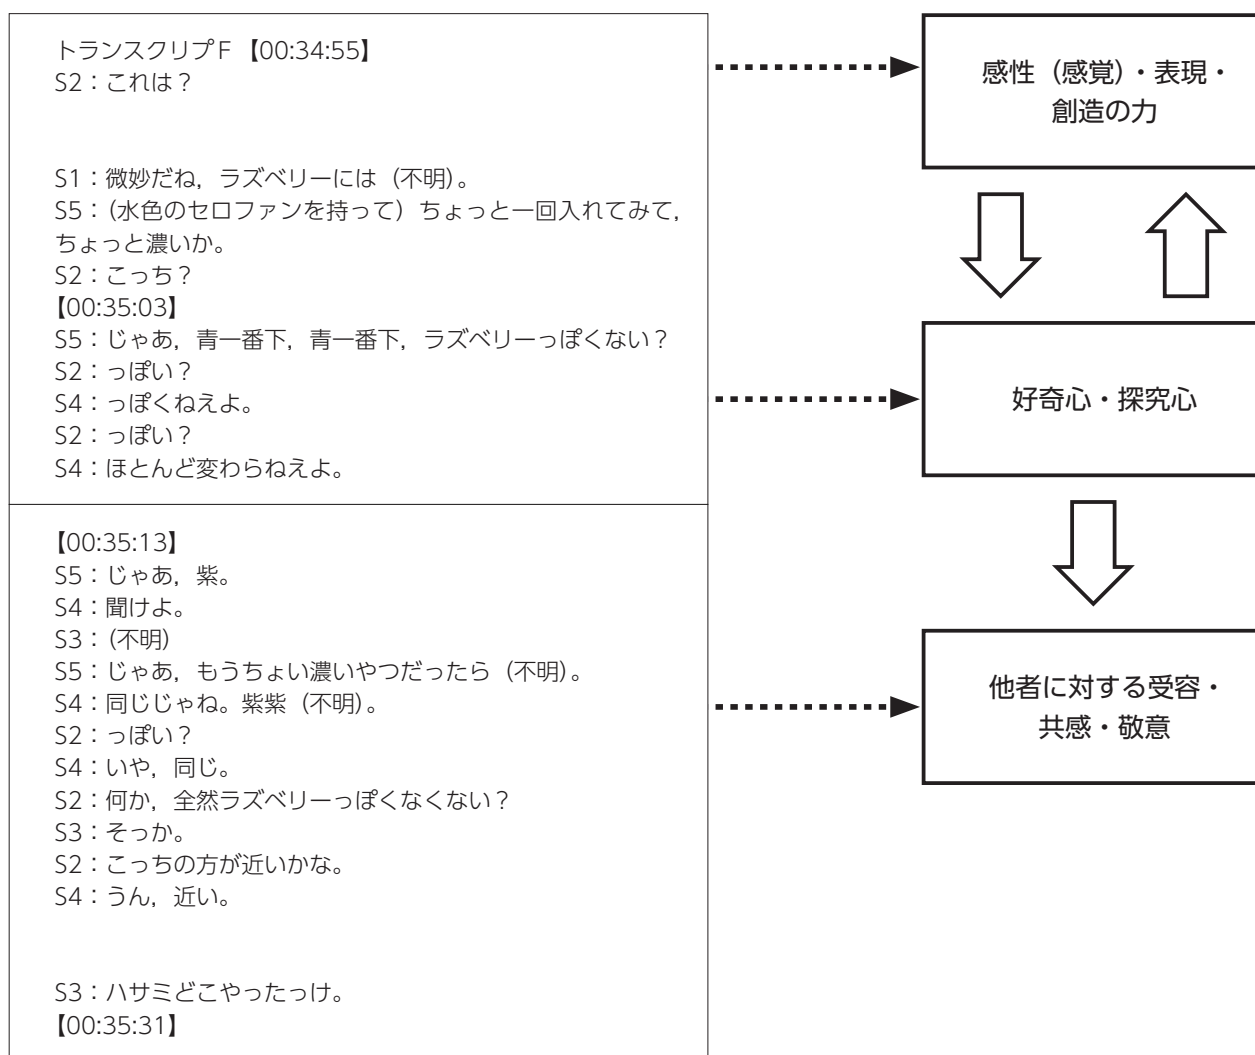 トランスクリプF【00:34:55】
S2：これは？
S1：微妙だね，ラズベリーには（不明）。
S5：（水色のセロファンを持って）ちょっと一回入れてみて，
ちょっと濃いか。
S2：こっち？
【00:35:03】
S5：じゃあ，青一番下，青一番下，ラズベリーっぽくない？
S2：っぽい？
S4：っぽくねえよ。
S2：っぽい？
S4：ほとんど変わらねえよ。
【00:35:13】
S5：じゃあ，紫。
S4：聞けよ。
S3：（不明）
S5：じゃあ，もうちょい濃いやつだったら（不明）。
S4：同じじゃね。紫紫（不明）。
S2：っぽい？
S4：いや，同じ。
S2：何か，全然ラズベリーっぽくなくない？
S3：そっか。
S2：こっちの方が近いかな。
S4：うん，近い。
S3：ハサミどこやったっけ。
【00:35:31】
感性（感覚）・表現・
創造の力
好奇心・探究心
他者に対する受容・
共感・敬意